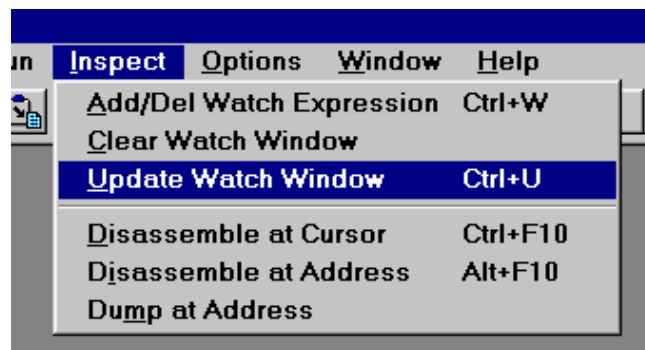 un Inspect Options Window Help
Add/Del Watch Expression Ctrl+W
Clear Watch Window
Update Watch Window Ctrl+U
Disassemble at Cursor Ctrl+F10
Disassemble at Address Alt+F10
Dump at Address